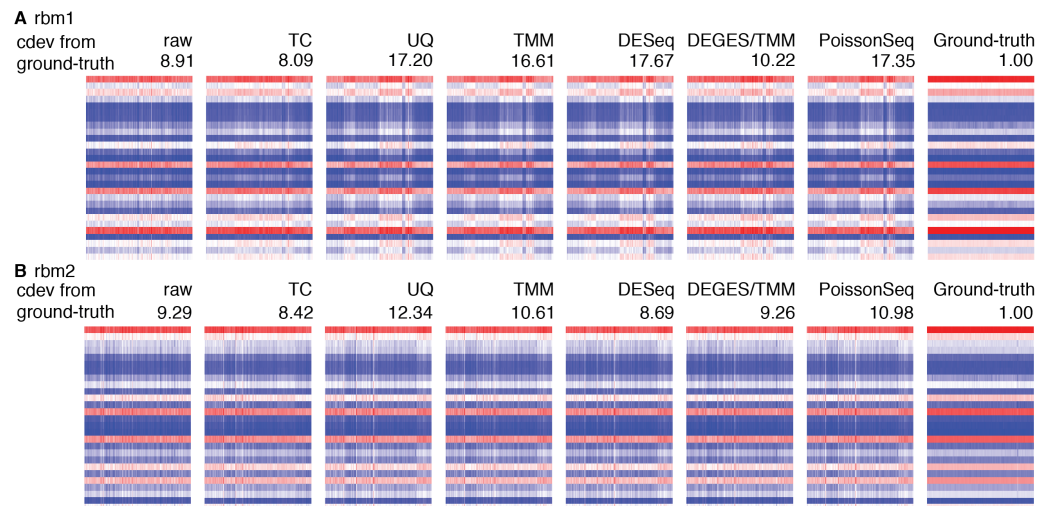 A rbm1
cdev from raw TC UQ TMM DESeq DEGES/TMM PoissonSeq Ground-truth
ground-truth 8.91 8.09 17.20 16.61 17.67 10.22 17.35 1.00
B rbm2
cdev from raw TC UQ TMM DESeq DEGES/TMM PoissonSeq Ground-truth
ground-truth 9.29 8.42 12.34 10.61 8.69 9.26 10.98 1.00